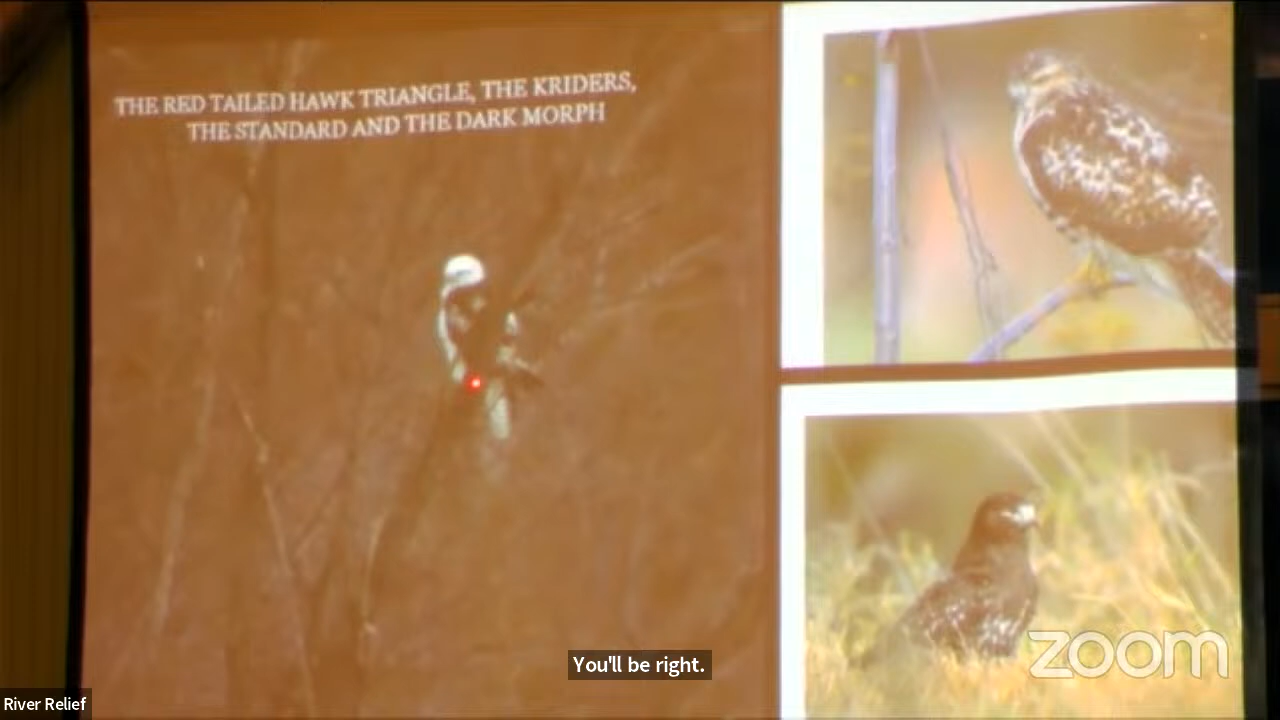 THE RED TAILED HAWK TRIANGLE, THE KRIDERS,
THE STANDARD AND THE DARK MORPH
You'll be right.
zoom
River Relief